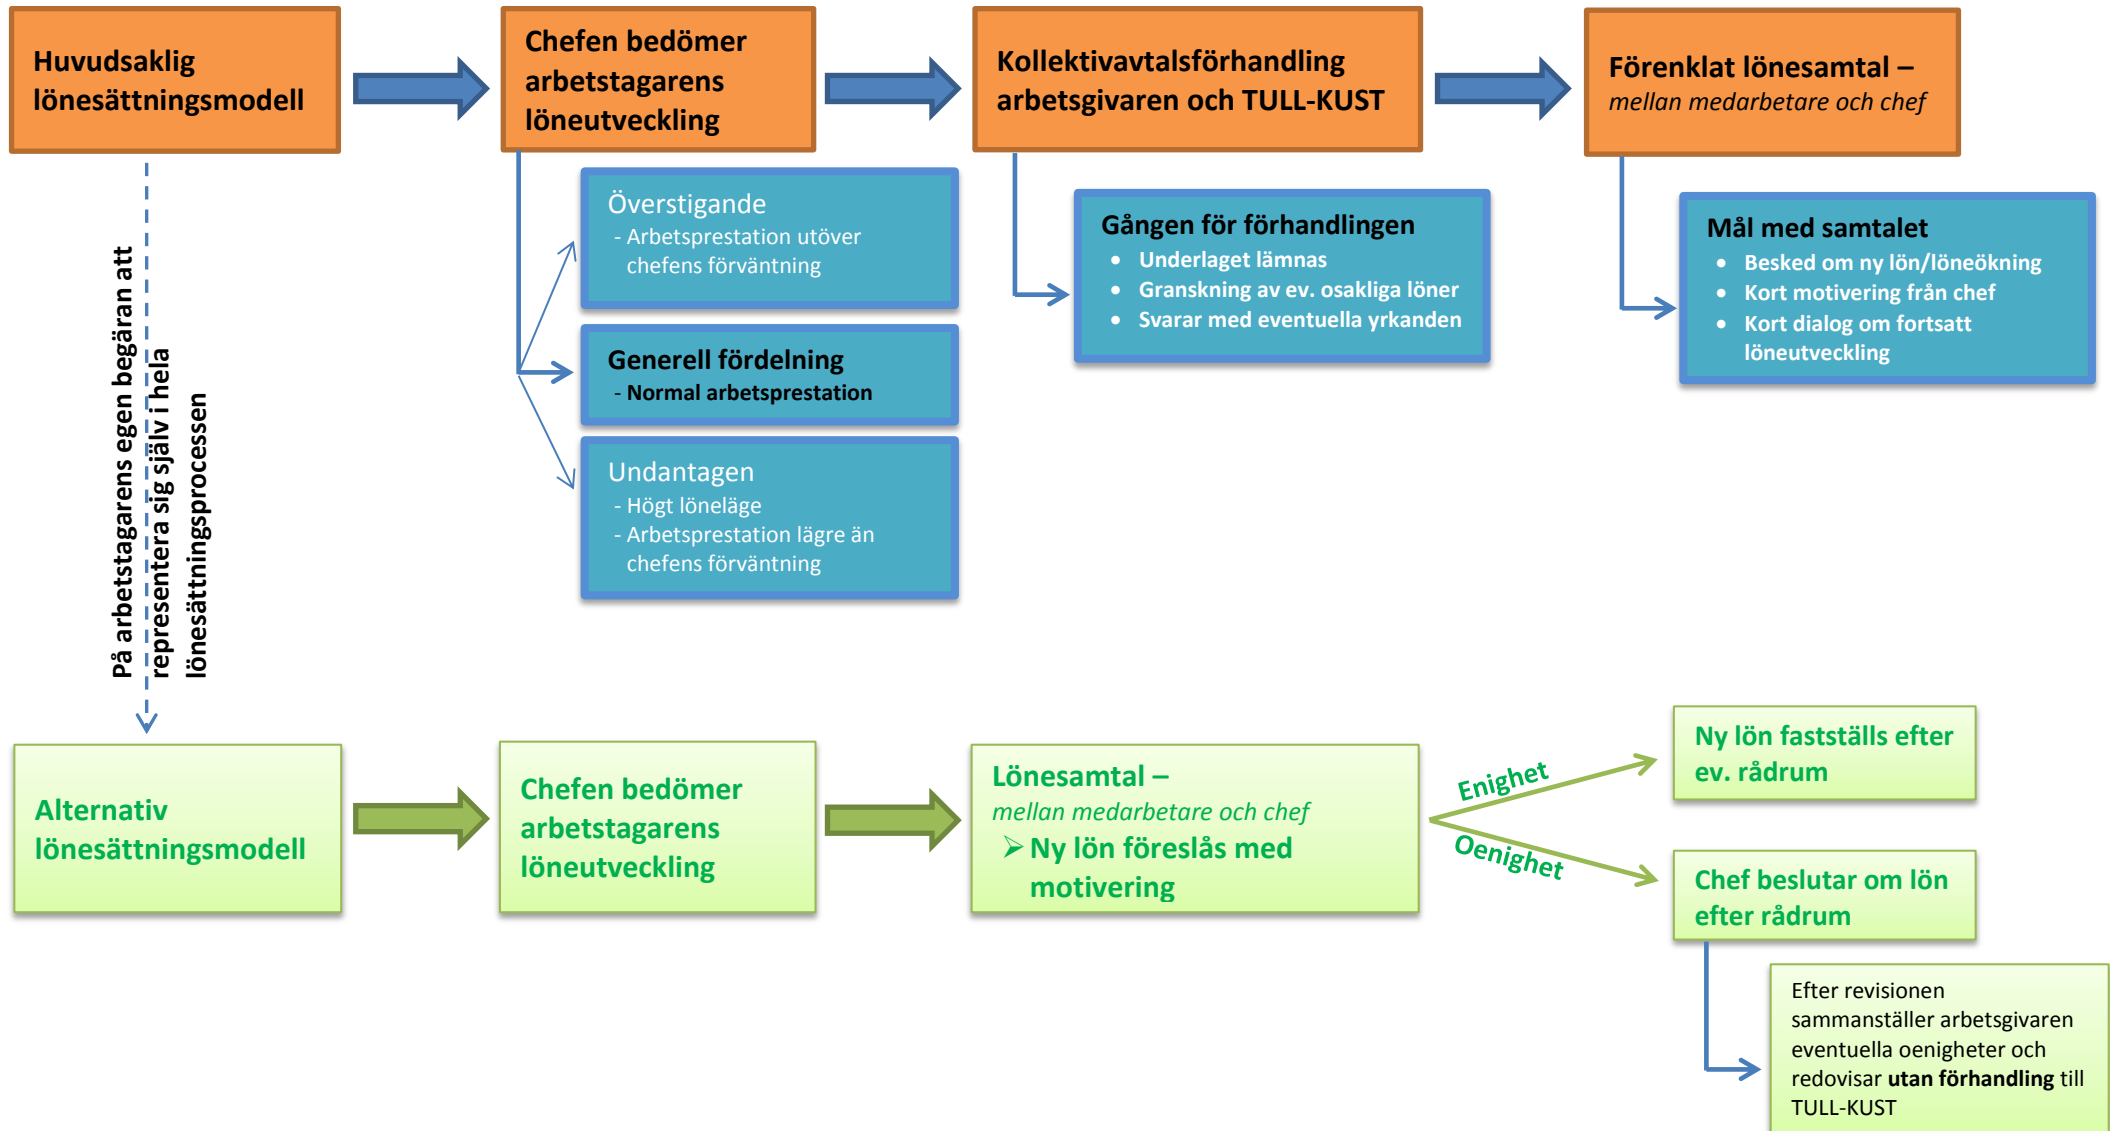 Huvudsaklig
lönesättningsmodell
Chefen bedömer
arbetstagarens
löneutveckling
Kollektivavtalsförhandling
arbetsgivaren och TULL-KUST
Förenklat lönesamtal –
mellan medarbetare och chef
Överstigande
- Arbetsprestation utöver
chefens förväntning
Generell fördelning
- Normal arbetsprestation
Undantagen
- Högt löneläge
- Arbetsprestation lägre än
chefens förväntning
Gången för förhandlingen
• Underlaget lämnas
• Granskning av ev. osakliga löner
• Svarar med eventuella yrkanden
Mål med samtalet
• Besked om ny lön/löneökning
• Kort motivering från chef
• Kort dialog om fortsatt
löneutveckling
På arbetstagarens egen begäran att
representera sig själv i hela
lönesättningsprocessen
Alternativ
lönesättningsmodell
Chefen bedömer
arbetstagarens
löneutveckling
Lönesamtal –
mellan medarbetare och chef
➢ Ny lön föreslås med
motivering
Enighet
Oenighet
Ny lön fastställs efter
ev. rådrum
Chef beslutar om lön
efter rådrum
Efter revisionen
sammanställer arbetsgivaren
eventuella oenigheter och
redovisar utan förhandling till
TULL-KUST